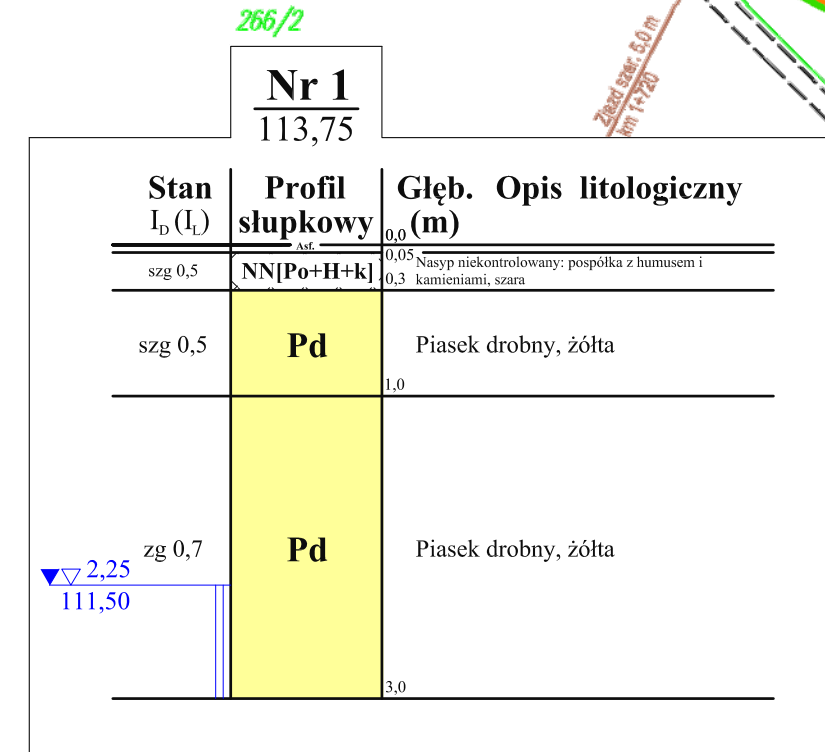 266/2
Zjazd szer. 5,0 m
km 1+720
Nr 1
113,75
Stan
I_D (I_L)
Profil
słupkowy
Głęb. Opis litologiczny
(m)
0,0
Asf.
0,05
szg 0,5
NN[Po+H+k]
Nasyp niekontrolowany: pospółka z humusem i
kamieniami, szara
0,3
szg 0,5
Pd
Piasek drobny, żółta
1,0
zg 0,7
Pd
Piasek drobny, żółta
2,25
111,50
3,0